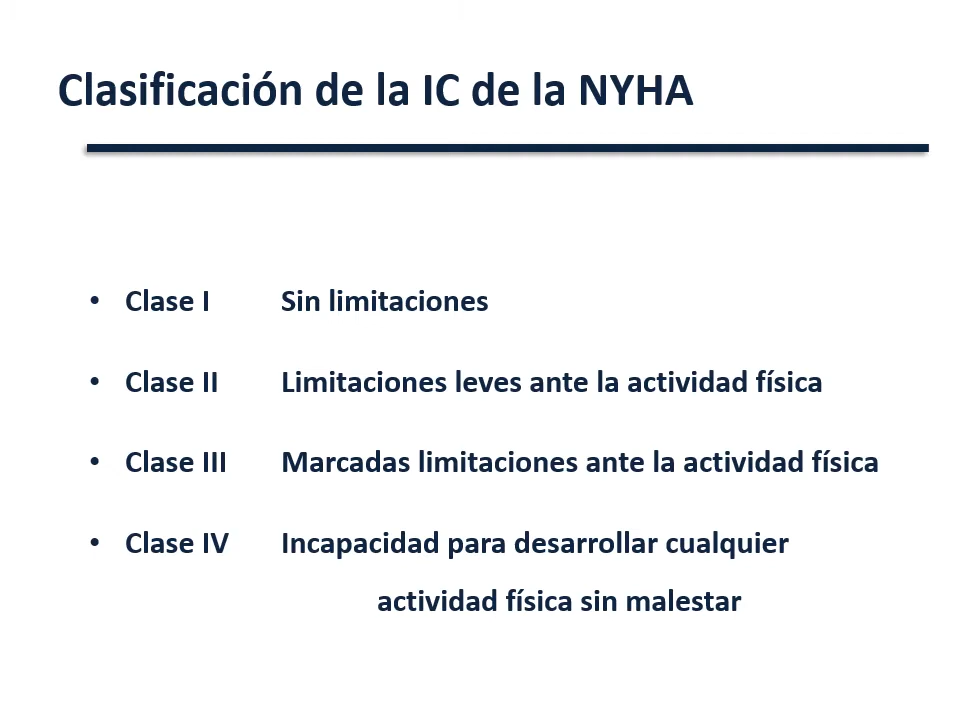 Clasificación de la IC de la NYHA
• Clase I Sin limitaciones
• Clase II Limitaciones leves ante la actividad física
• Clase III Marcadas limitaciones ante la actividad física
• Clase IV Incapacidad para desarrollar cualquier
actividad física sin malestar